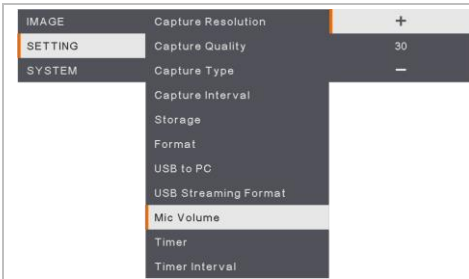 IMAGE
SETTING
SYSTEM
Capture Resolution
Capture Quality
Capture Type
Capture Interval
Storage
Format
USB to PC
USB Streaming Format
Mic Volume
Timer
Timer Interval
+
30
−